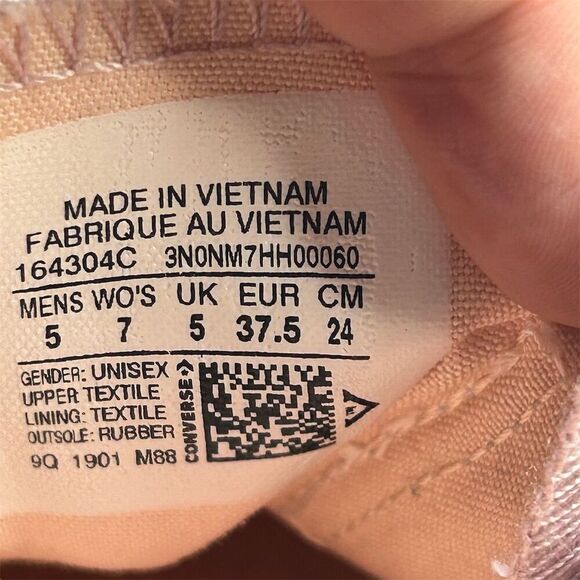 MADE IN VIETNAM
FABRIQUE AU VIETNAM
164304C 3N0NM7HH00060
MENS WO'S UK EUR CM
5 7 5 37.5 24
GENDER: UNISEX
UPPER: TEXTILE
LINING: TEXTILE
OUTSOLE: RUBBER
9Q 1901 M88
CONVERSE